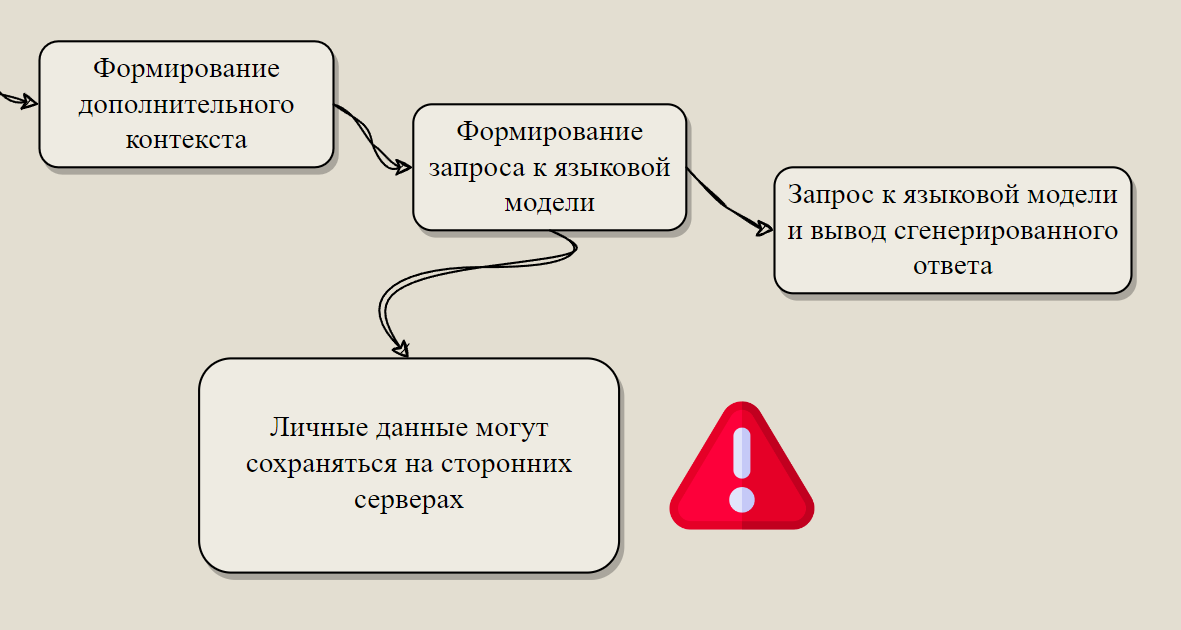 Формирование
дополнительного
контекста
Формирование
запроса к языковой
модели
Запрос к языковой модели
и вывод сгенерированного
ответа
Личные данные могут
сохраняться на сторонних
серверах